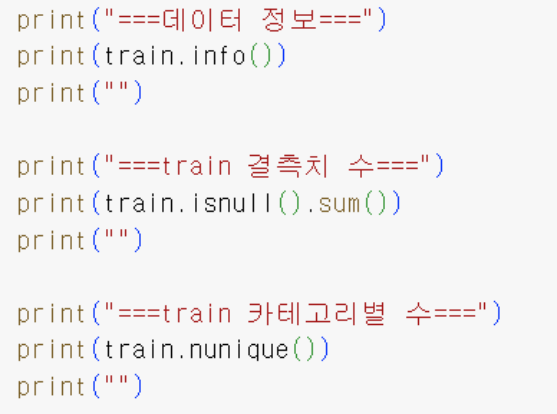 print("===데이터 정보===")
print(train.info())
print("")
print("===train 결측치 수===")
print(train.isnull().sum())
print("")
print("===train 카테고리별 수===")
print(train.nunique())
print("")